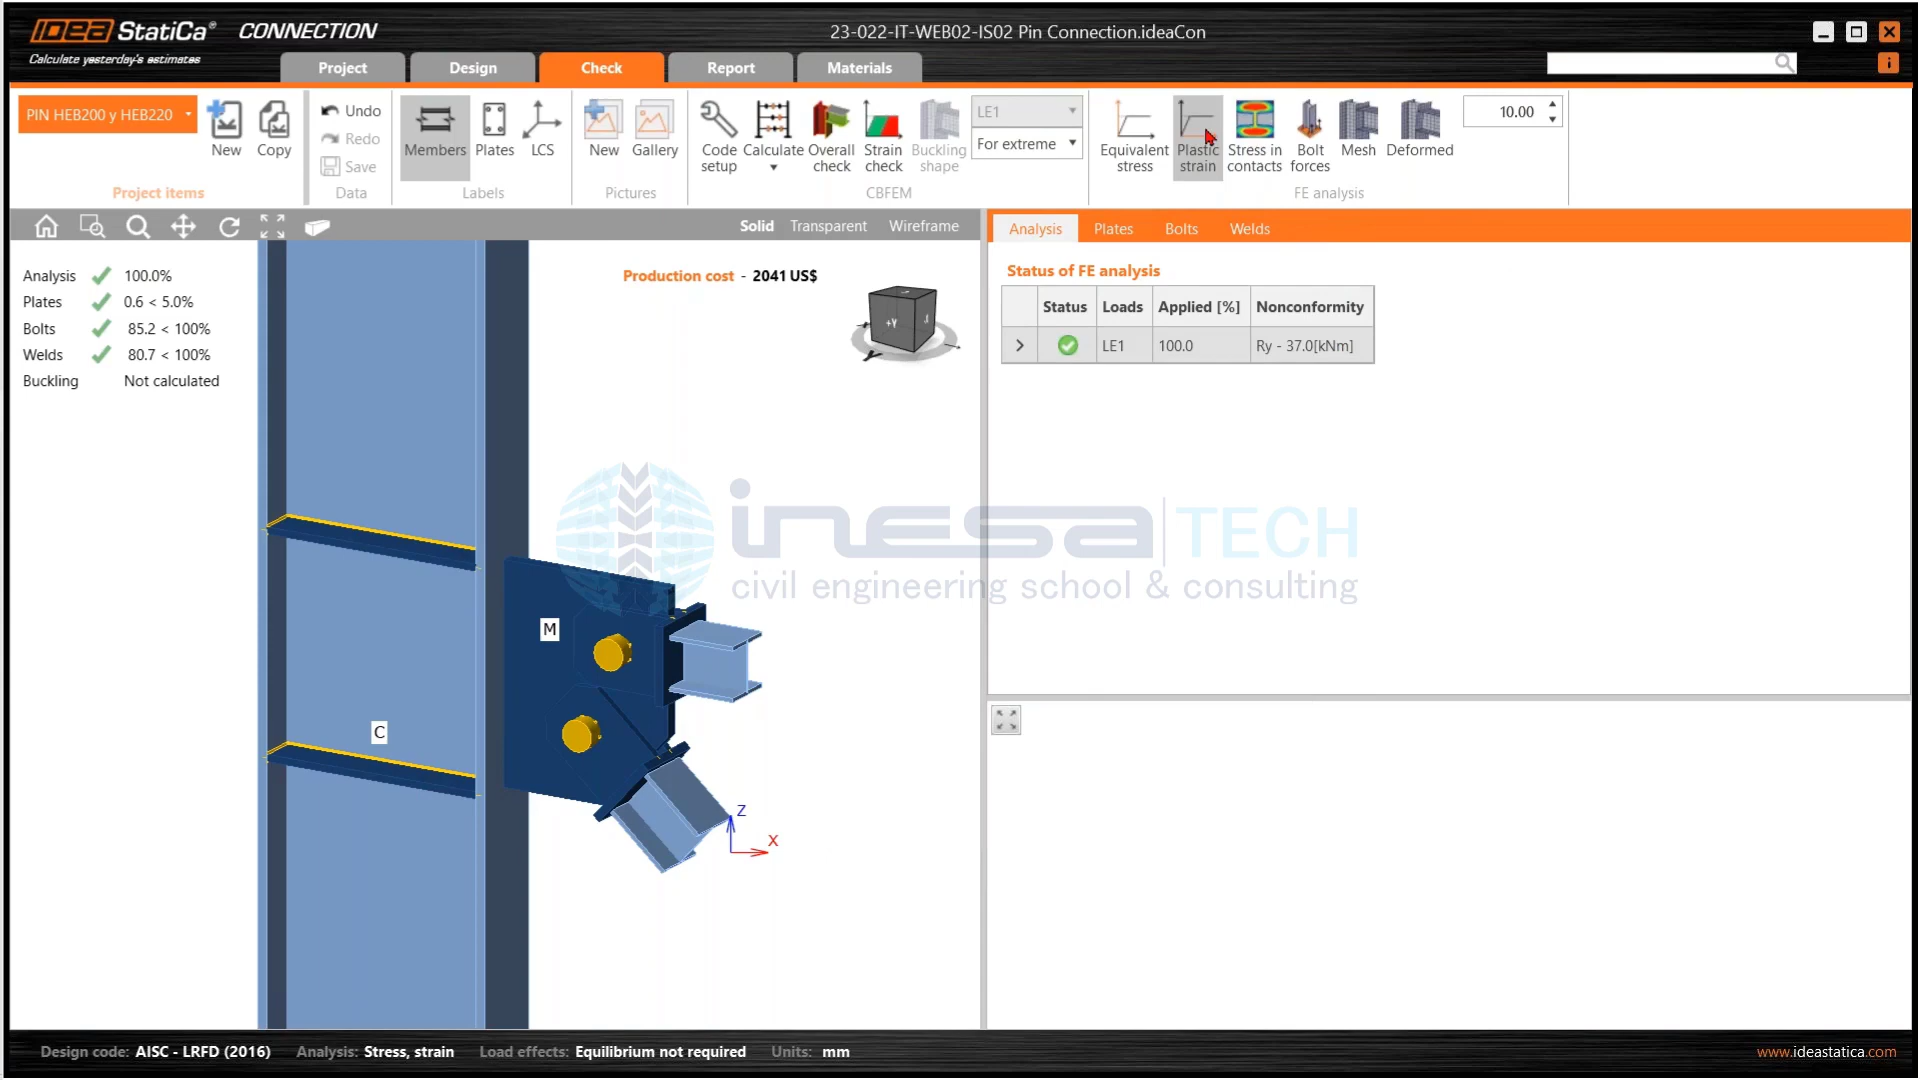 IDEA StatiCa® CONNECTION
Calculate yesterday's estimates
23-022-IT-WEB02-IS02 Pin Connection.ideaCon
Project Design Check Report Materials
PIN HEB200 y HEB220
New Copy
Project items
Undo
Redo
Save
Data
Members Plates LCS
Labels
New Gallery
Pictures
Code setup
Calculate
Overall check
Strain check
Buckling shape
LE1
For extreme
CBFEM
Equivalent stress
Plastic strain
Stress in contacts
Bolt forces
Mesh
Deformed
10.00
FE analysis
Solid Transparent Wireframe
Analysis 100.0%
Plates 0.6 < 5.0%
Bolts 85.2 < 100%
Welds 80.7 < 100%
Buckling Not calculated
Production cost - 2041 US$
+Y
M
C
Z
X
Analysis Plates Bolts Welds
Status of FE analysis
Status Loads Applied [%] Nonconformity
LE1 100.0 Ry - 37.0[kNm]
inesa TECH
civil engineering school & consulting
Design code: AISC - LRFD (2016) Analysis: Stress, strain Load effects: Equilibrium not required Units: mm
www.ideastatica.com